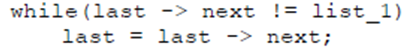 while(last -> next != list_1)
    last = last -> next;